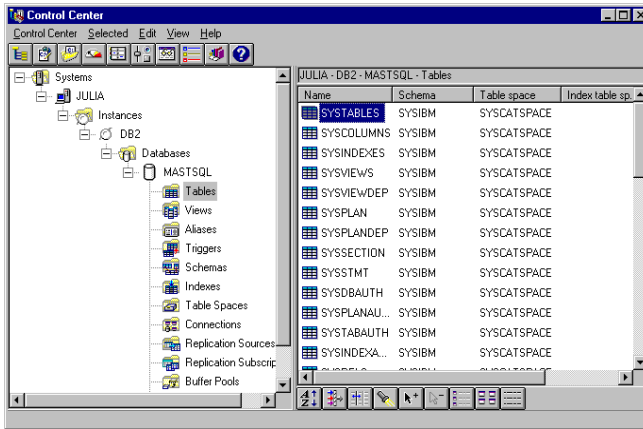 Control Center
Control Center Selected Edit View Help
Systems
JULIA
Instances
DB2
Databases
MASTSQL
Tables
Views
Aliases
Triggers
Schemas
Indexes
Table Spaces
Connections
Replication Sources
Replication Subscrip
Buffer Pools
JULIA - DB2 - MASTSQL - Tables
Name Schema Table space Index table sp.
SYSTABLES SYSIBM SYSCATSPACE
SYSCOLUMNS SYSIBM SYSCATSPACE
SYSINDEXES SYSIBM SYSCATSPACE
SYSVIEWS SYSIBM SYSCATSPACE
SYSVIEWDEP SYSIBM SYSCATSPACE
SYSPLAN SYSIBM SYSCATSPACE
SYSPLANDEP SYSIBM SYSCATSPACE
SYSSECTION SYSIBM SYSCATSPACE
SYSSTMT SYSIBM SYSCATSPACE
SYSDBAUTH SYSIBM SYSCATSPACE
SYSPLANAU... SYSIBM SYSCATSPACE
SYSTABAUTH SYSIBM SYSCATSPACE
SYSINDEXA... SYSIBM SYSCATSPACE